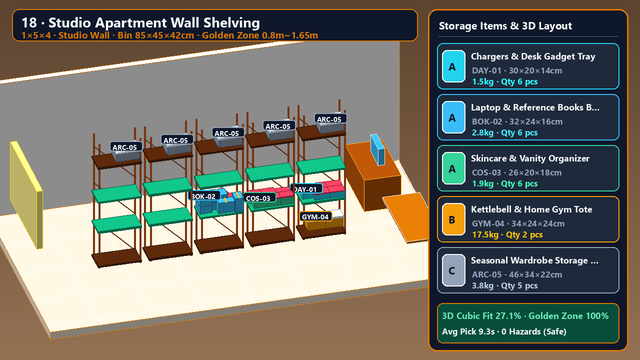 18 · Studio Apartment Wall Shelving
1×5×4 · Studio Wall · Bin 85×45×42cm · Golden Zone 0.8m~1.65m
ARC-05
ARC-05
ARC-05
ARC-05
ARC-05
BOK-02
COS-03
DAY-01
GYM-04
Storage Items & 3D Layout
A
Chargers & Desk Gadget Tray
DAY-01 · 30×20×14cm
1.5kg · Qty 6 pcs
A
Laptop & Reference Books B...
BOK-02 · 32×24×16cm
2.8kg · Qty 6 pcs
A
Skincare & Vanity Organizer
COS-03 · 26×20×18cm
1.9kg · Qty 6 pcs
B
Kettlebell & Home Gym Tote
GYM-04 · 34×24×24cm
17.5kg · Qty 2 pcs
C
Seasonal Wardrobe Storage ...
ARC-05 · 46×34×22cm
3.8kg · Qty 5 pcs
3D Cubic Fit 27.1% · Golden Zone 100%
Avg Pick 9.3s · 0 Hazards (Safe)